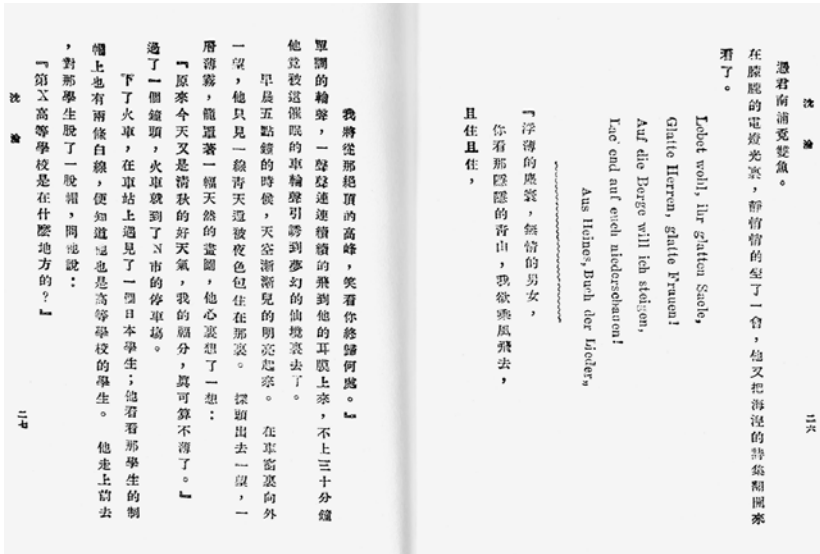 沈淪
二六
憑君南浦覓雙魚。
在朦朧的電燈光裏,靜悄悄的坐了一會,他又把海涅的詩集翻開來
看了。
Lebet wohl, ihr glatten Saele,
Glatte Herren, glatte Frauen!
Auf die Berge will ich steigen,
Lac'end auf euch niederschauen!
Aus Heines, Buch der Lieder„
『浮薄的塵寰,無情的男女,
你看那隱隱的青山,我欲乘風飛去,
且住且住,
我將從那絕頂的高峰,笑看你終歸何處。』
單調的輪聲,一聲聲連連續續的飛到他的耳膜上來,不上三十分鐘
他竟被這催眠的車輪聲引誘到夢幻的仙境裏去了。
早晨五點鐘的時候,天空漸漸兒的明亮起來。 在車窗裏向外
一望,他只見一線青天還被夜色包住在那裏。 探頭出去一望,一
層薄霧,籠罩著一幅天然的畫圖,他心裏想了一想:
『原來今天又是清秋的好天氣,我的福分,眞可算不薄了。』
過了一個鐘頭,火車就到了N市的停車場。
下了火車,在車站上遇見了一個日本學生;他看看那學生的制
帽上也有兩條白線,便知道他也是高等學校的學生。 他走上前去
,對那學生脫了一脫帽,問他說:
『第X高等學校是在什麼地方的?』
沈淪
二七